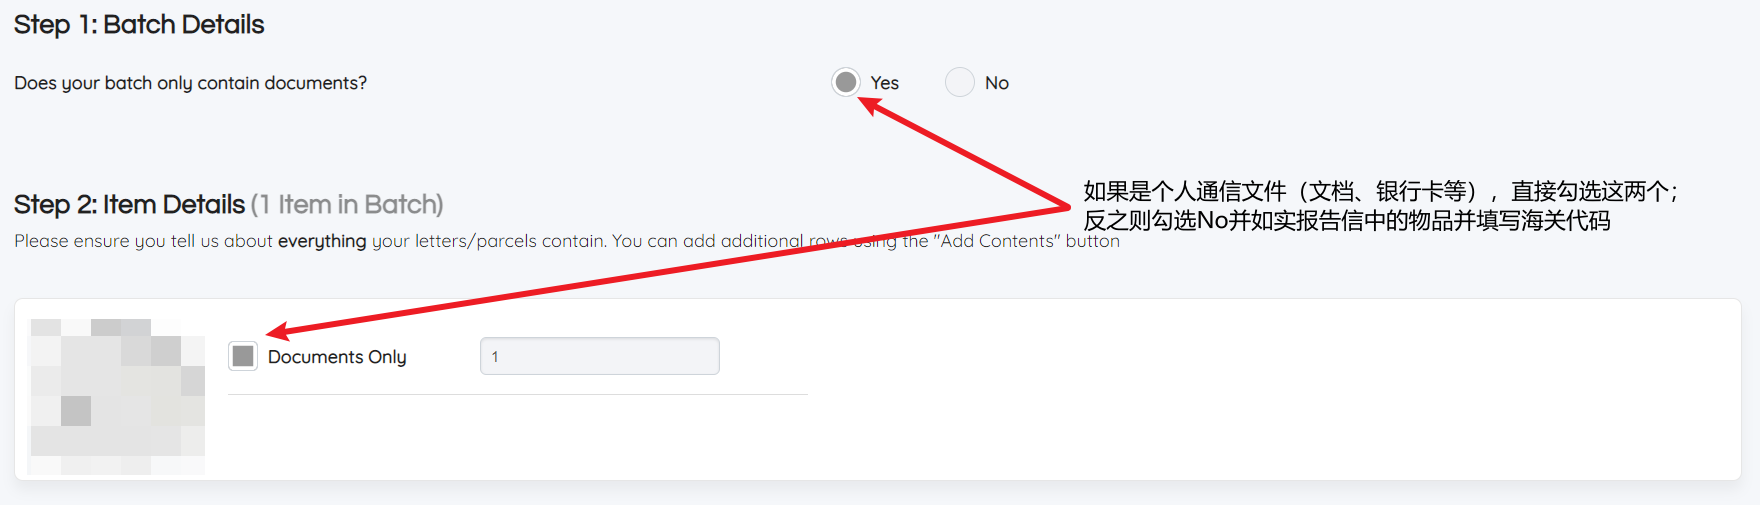 Step 1: Batch Details
Does your batch only contain documents?
Yes
No
如果是个人通信文件（文档、银行卡等），直接勾选这两个；
反之则勾选No并如实报告信中的物品并填写海关代码
Step 2: Item Details (1 Item in Batch)
Please ensure you tell us about everything your letters/parcels contain. You can add additional rows using the "Add Contents" button
Documents Only
1